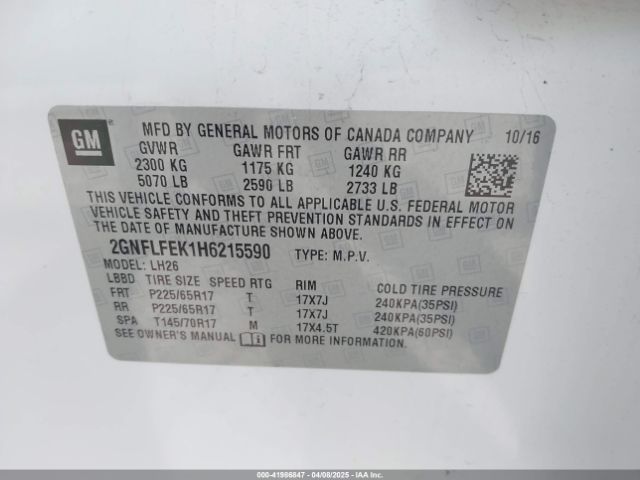 GM
MFD BY GENERAL MOTORS OF CANADA COMPANY 10/16
GVWR GAWR FRT GAWR RR
2300 KG 1175 KG 1240 KG
5070 LB 2590 LB 2733 LB
THIS VEHICLE CONFORMS TO ALL APPLICABLE U.S. FEDERAL MOTOR
VEHICLE SAFETY AND THEFT PREVENTION STANDARDS IN EFFECT ON
THE DATE OF MANUFACTURE SHOWN ABOVE.
2GNFLFEK1H6215590 TYPE: M.P.V.
MODEL: LH26
LBBD TIRE SIZE SPEED RTG RIM COLD TIRE PRESSURE
FRT P225/65R17 T 17X7J 240KPA(35PSI)
RR P225/65R17 T 17X7J 240KPA(35PSI)
SPA T145/70R17 M 17X4.5T 420KPA(60PSI)
SEE OWNER'S MANUAL FOR MORE INFORMATION.
000-41986847 - 04/08/2025 - IAAI.COM